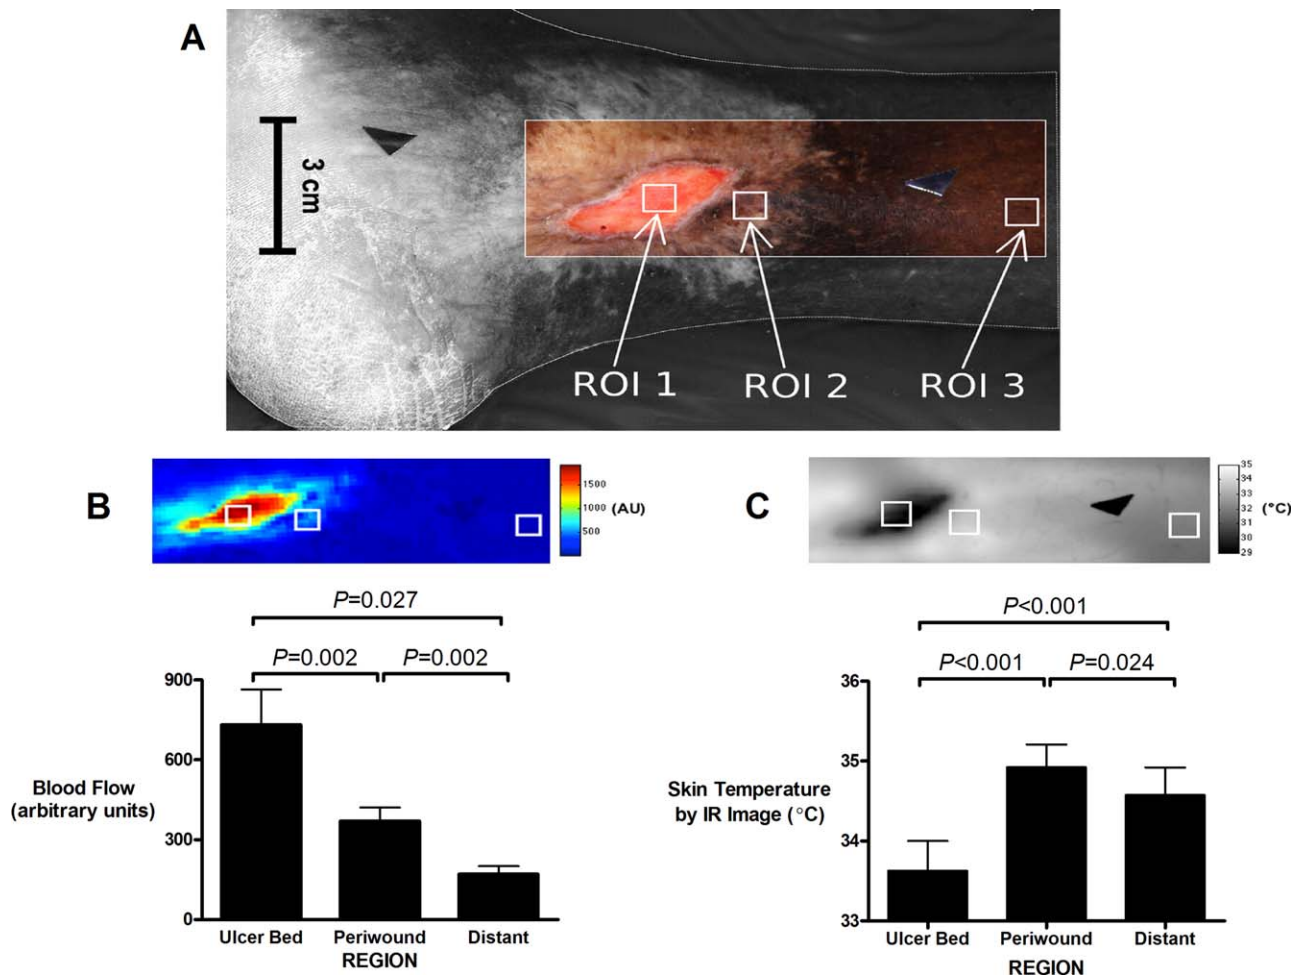 A
3 cm
ROI 1
ROI 2
ROI 3
B
1500
1000 (AU)
500
P=0.027
P=0.002
P=0.002
900
600
300
0
Blood Flow
(arbitrary units)
Ulcer Bed
Periwound
Distant
REGION
C
35
34
33
32
31
30
29
(°C)
P<0.001
P<0.001
P=0.024
36
35
34
33
Skin Temperature
by IR Image (°C)
Ulcer Bed
Periwound
Distant
REGION